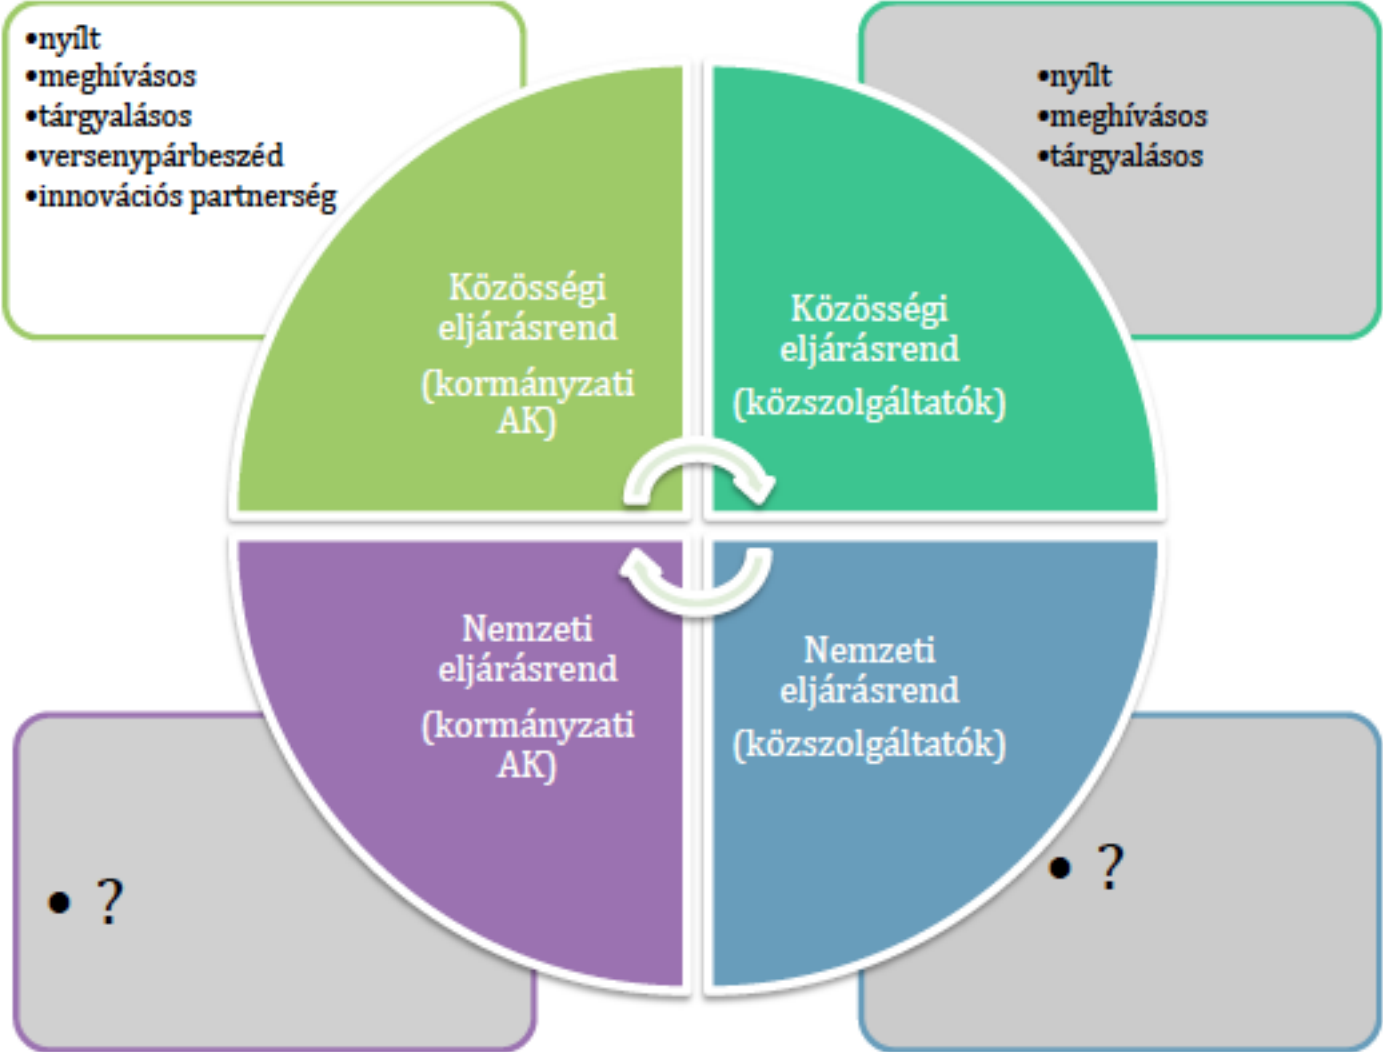 •nyílt
•meghívásos
•tárgyalásos
•versenypárbeszéd
•innovációs partnerség
•nyílt
•meghívásos
•tárgyalásos
Közösségi
eljárásrend
(kormányzati
AK)
Közösségi
eljárásrend
(közszolgáltatók)
Nemzeti
eljárásrend
(kormányzati
AK)
Nemzeti
eljárásrend
(közszolgáltatók)
• ?
• ?